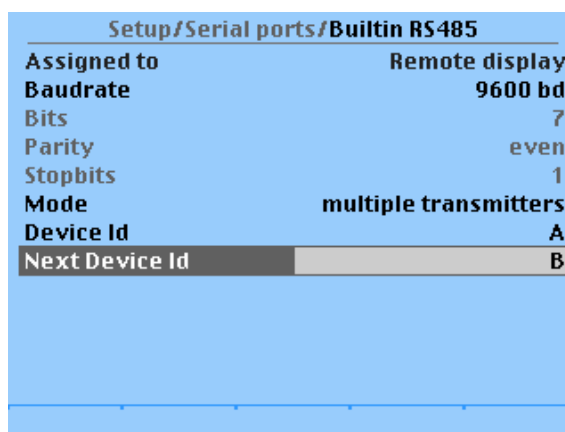 Setup/Serial ports/Builtin RS485
Assigned to Remote display
Baudrate 9600 bd
Bits 7
Parity even
Stopbits 1
Mode multiple transmitters
Device Id A
Next Device Id B